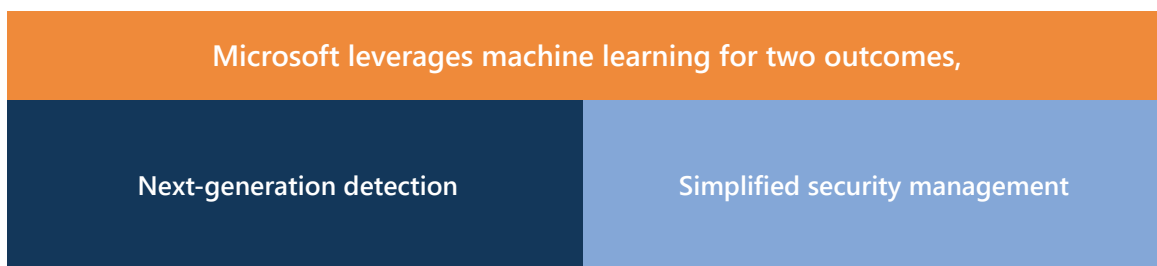 Microsoft leverages machine learning for two outcomes,
Next-generation detection
Simplified security management